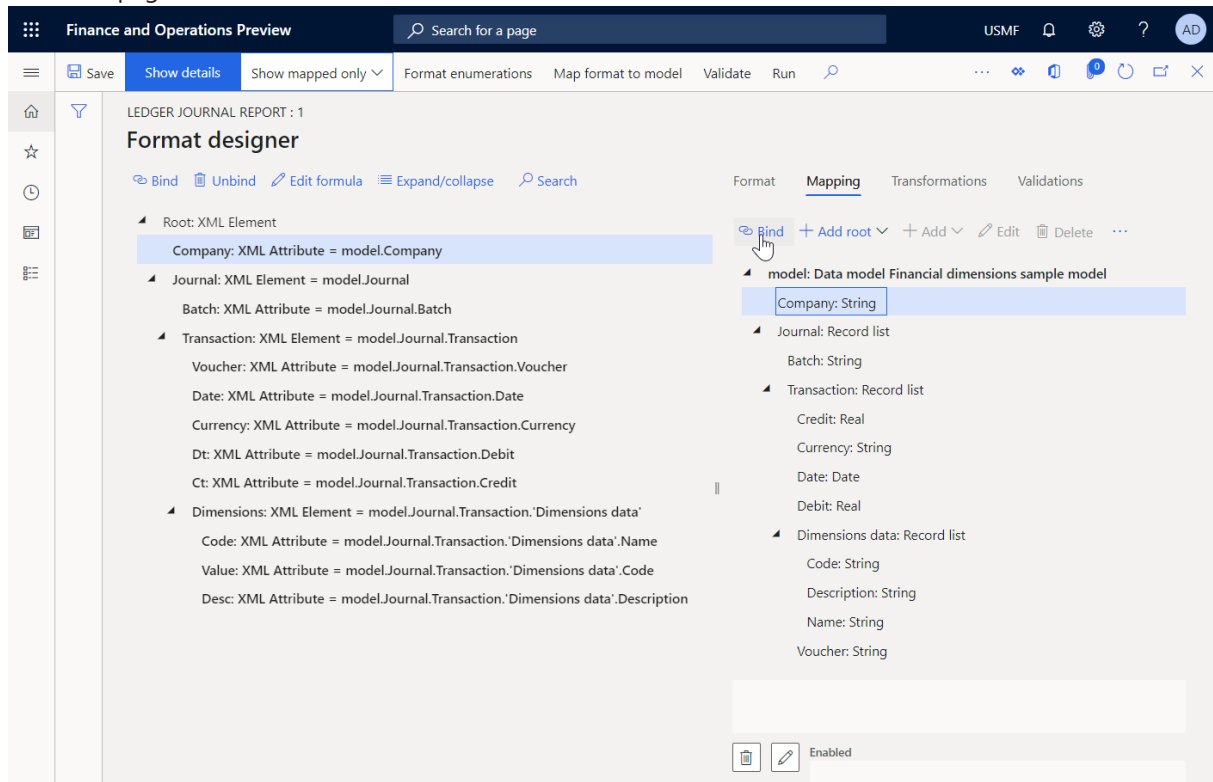 Finance and Operations Preview
Search for a page
USMF
?
AD
Save
Show details
Show mapped only
Format enumerations
Map format to model
Validate
Run
0
LEDGER JOURNAL REPORT : 1
Format designer
Bind
Unbind
Edit formula
Expand/collapse
Search
Root: XML Element
Company: XML Attribute = model.Company
Journal: XML Element = model.Journal
Batch: XML Attribute = model.Journal.Batch
Transaction: XML Element = model.Journal.Transaction
Voucher: XML Attribute = model.Journal.Transaction.Voucher
Date: XML Attribute = model.Journal.Transaction.Date
Currency: XML Attribute = model.Journal.Transaction.Currency
Dt: XML Attribute = model.Journal.Transaction.Debit
Ct: XML Attribute = model.Journal.Transaction.Credit
Dimensions: XML Element = model.Journal.Transaction.'Dimensions data'
Code: XML Attribute = model.Journal.Transaction.'Dimensions data'.Name
Value: XML Attribute = model.Journal.Transaction.'Dimensions data'.Code
Desc: XML Attribute = model.Journal.Transaction.'Dimensions data'.Description
Format
Mapping
Transformations
Validations
Bind
Add root
Add
Edit
Delete
model: Data model Financial dimensions sample model
Company: String
Journal: Record list
Batch: String
Transaction: Record list
Credit: Real
Currency: String
Date: Date
Debit: Real
Dimensions data: Record list
Code: String
Description: String
Name: String
Voucher: String
Enabled